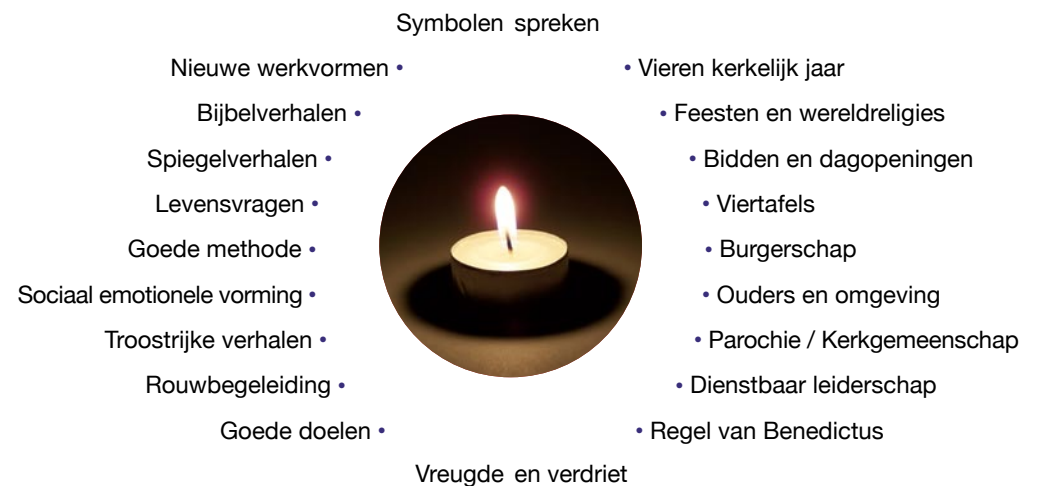 Symbolen spreken
Nieuwe werkvormen •
Bijbelverhalen •
Spiegelverhalen •
Levensvragen •
Goede methode •
Sociaal emotionele vorming •
Troostrijke verhalen •
Rouwbegeleiding •
Goede doelen •
• Vieren kerkelijk jaar
• Feesten en wereldreligies
• Bidden en dagopeningen
• Viertafels
• Burgerschap
• Ouders en omgeving
• Parochie / Kerkgemeenschap
• Dienstbaar leiderschap
• Regel van Benedictus
Vreugde en verdriet